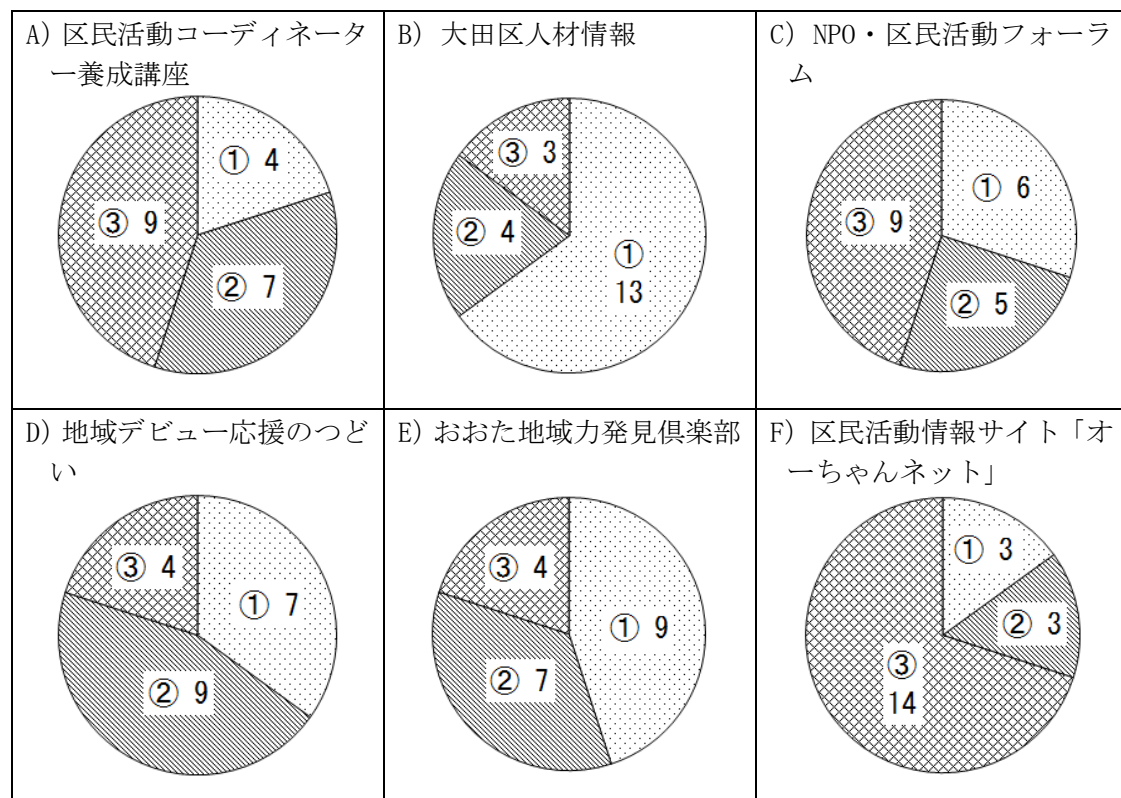 A) 区民活動コーディネータ
ー養成講座
① 4
② 7
③ 9
B) 大田区人材情報
①
13
② 4
③ 3
C) NPO・区民活動フォーラ
ム
① 6
② 5
③ 9
D) 地域デビュー応援のつど
い
① 7
② 9
③ 4
E) おおた地域力発見倶楽部
① 9
② 7
③ 4
F) 区民活動情報サイト「オ
ーちゃんネット」
① 3
② 3
③
14